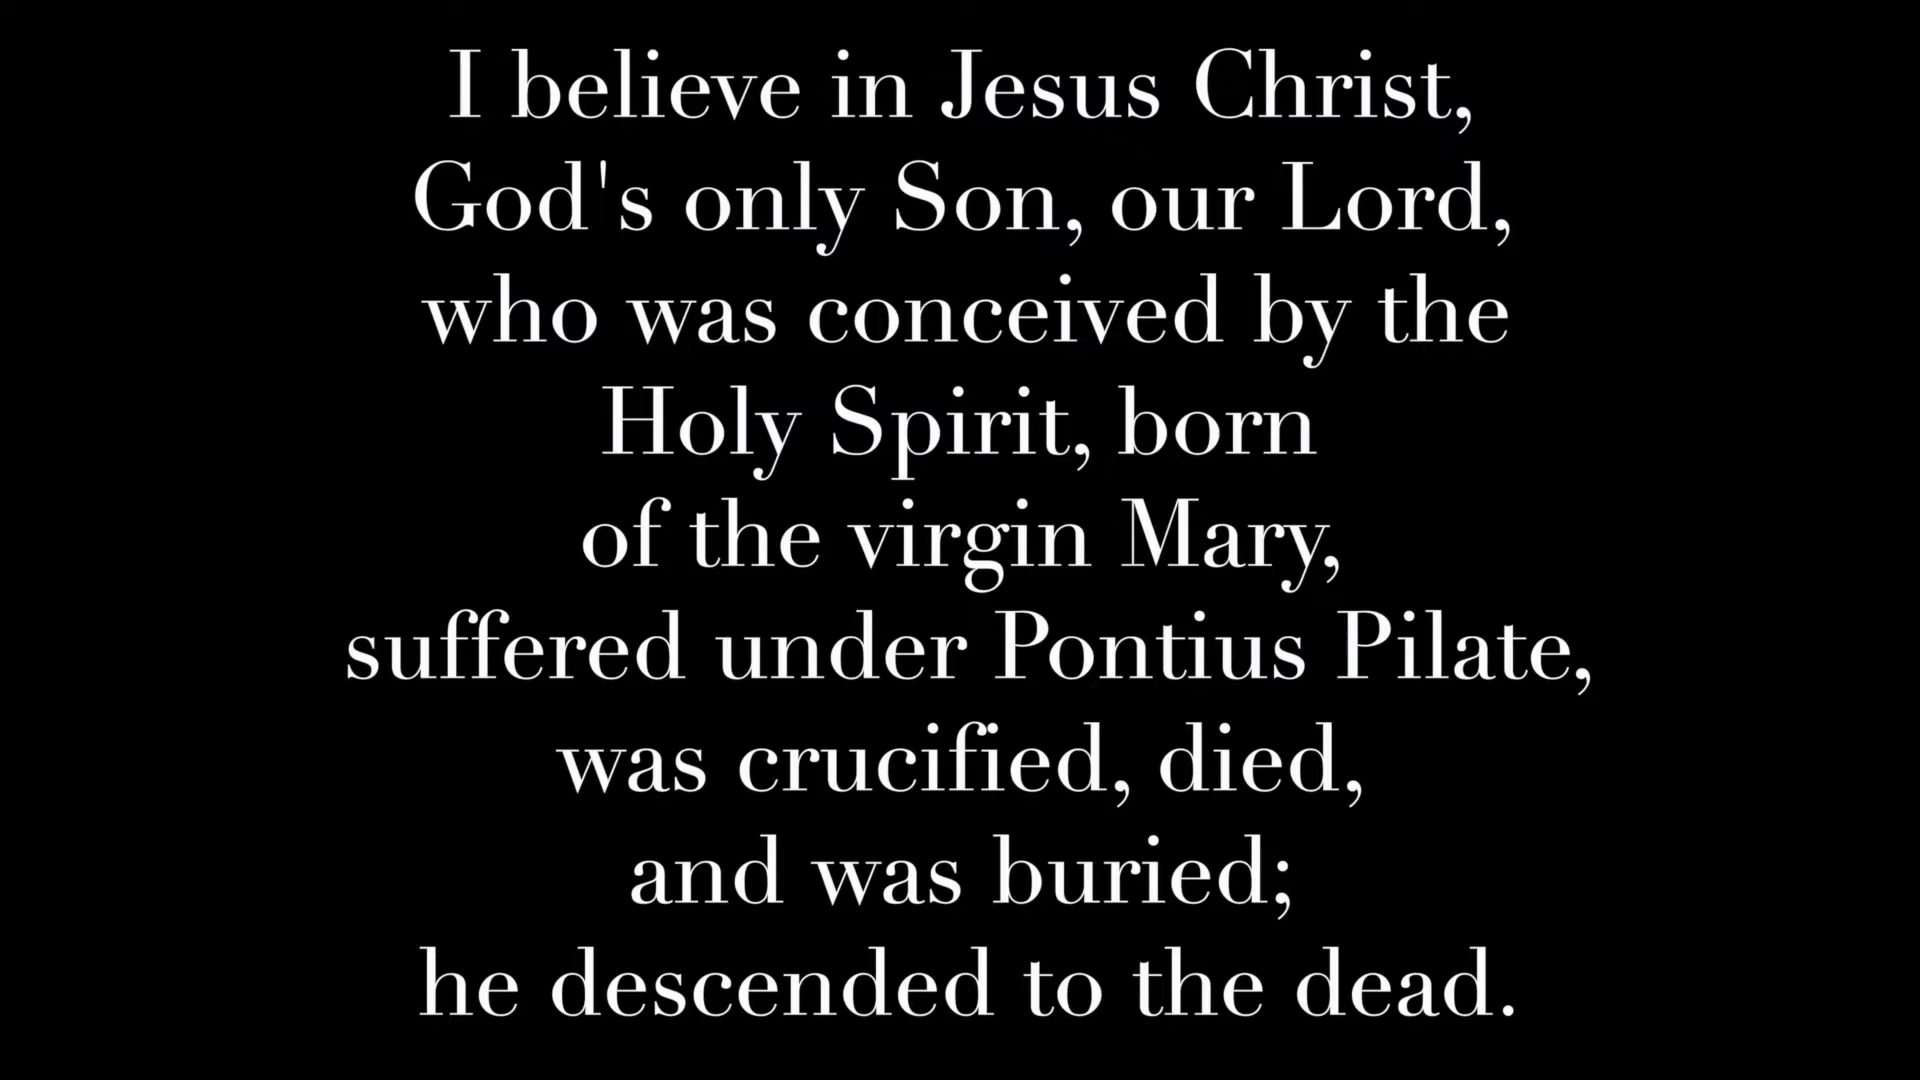 I believe in Jesus Christ,
God's only Son, our Lord,
who was conceived by the
Holy Spirit, born
of the virgin Mary,
suffered under Pontius Pilate,
was crucified, died,
and was buried;
he descended to the dead.